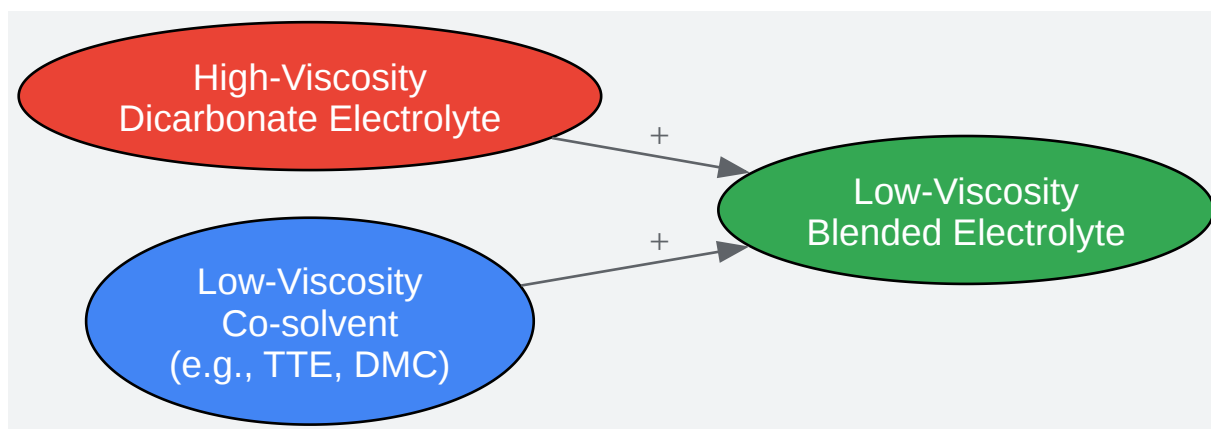 High-Viscosity
Dicarbonate Electrolyte
+
Low-Viscosity
Blended Electrolyte
+
Low-Viscosity
Co-solvent
(e.g., TTE, DMC)